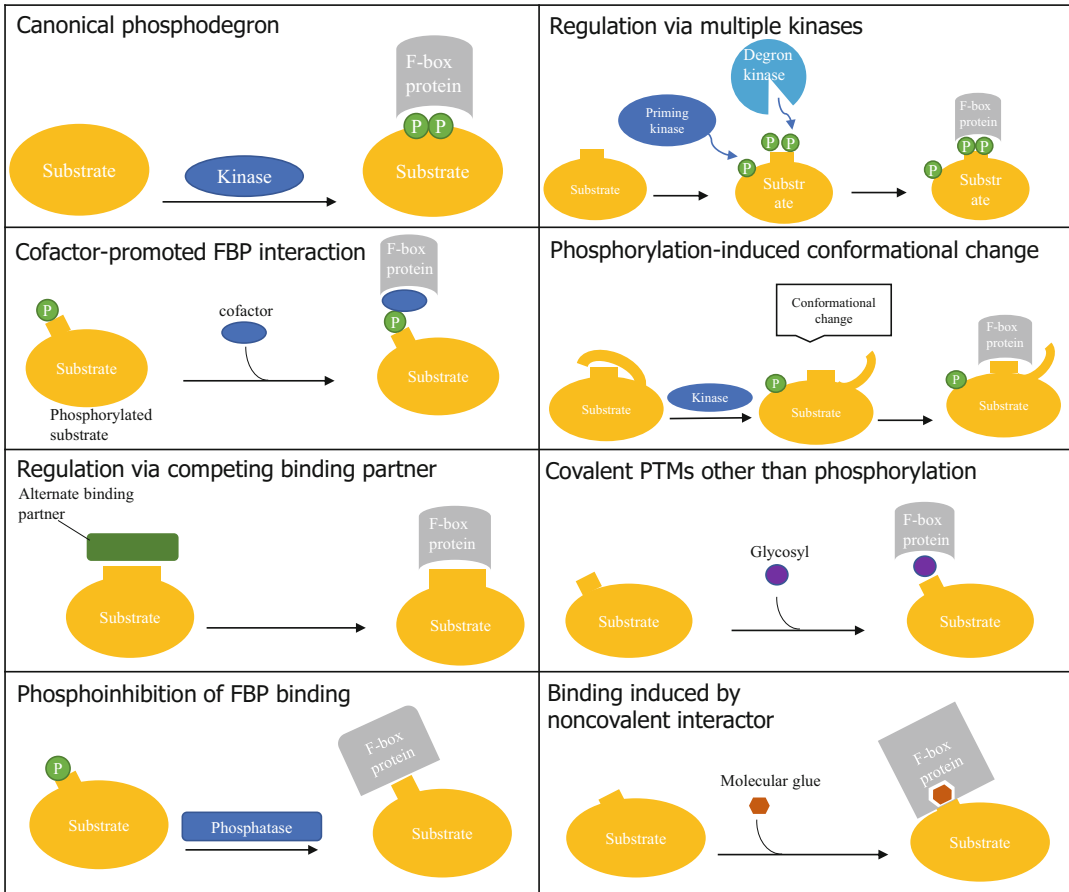 Canonical phosphodegron
F-box
protein
P P
Substrate
Kinase
Substrate
Regulation via multiple kinases
Degron
kinase
Priming
kinase
P P
P
Substrate
Substr
ate
F-box
protein
P P
P
Substr
ate
Cofactor-promoted FBP interaction
F-box
protein
P
cofactor
P
Substrate
Substrate
Phosphorylated
substrate
Phosphorylation-induced conformational change
Conformational
change
F-box
protein
Substrate
Kinase
P
Substrate
P
Substrate
Regulation via competing binding partner
Alternate binding
partner
F-box
protein
Substrate
Substrate
Covalent PTMs other than phosphorylation
F-box
protein
Glycosyl
Substrate
Substrate
Phosphoinhibition of FBP binding
F-box
protein
P
Substrate
Phosphatase
Substrate
Binding induced by
noncovalent interactor
F-box
protein
Molecular glue
Substrate
Substrate